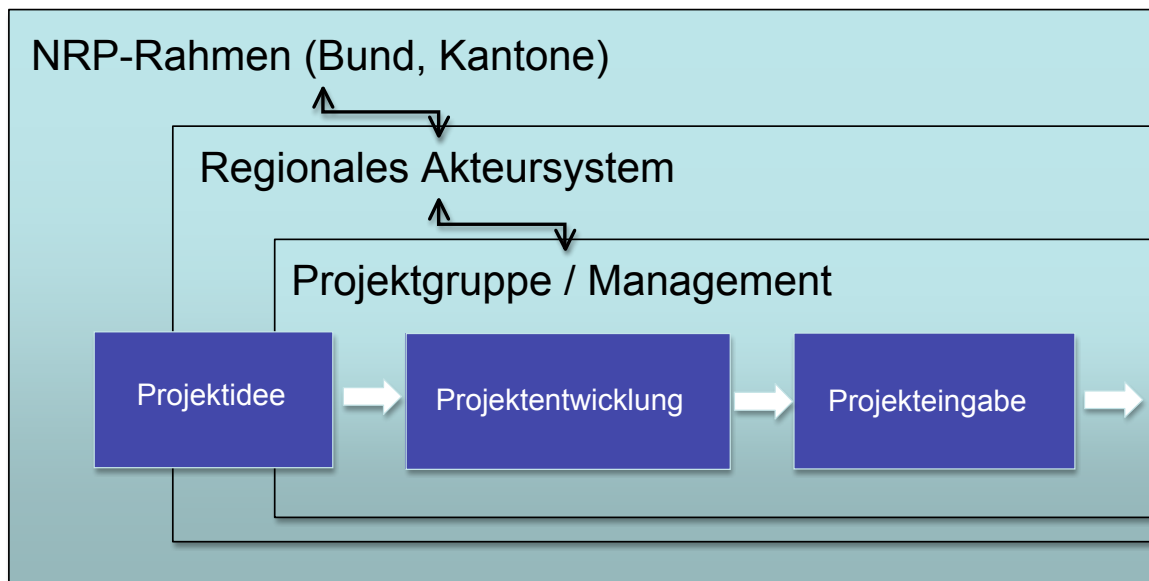 NRP-Rahmen (Bund, Kantone)
Regionales Akteursystem
Projektgruppe / Management
Projektidee
Projektentwicklung
Projekteingabe